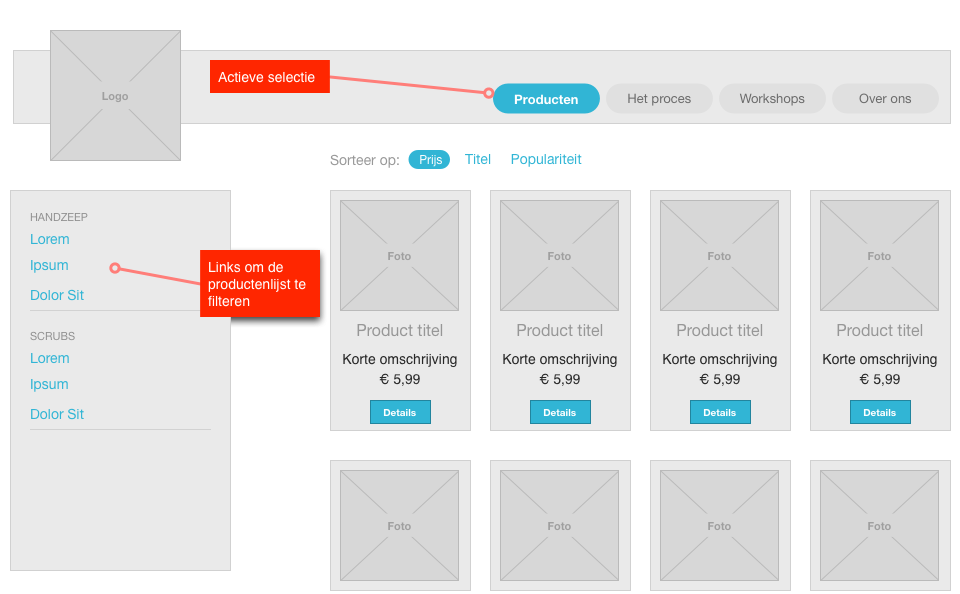 Logo
Actieve selectie
Producten
Het proces
Workshops
Over ons
Sorteer op: Prijs Titel Populariteit
HANDZEEP
Lorem
Ipsum
Dolor Sit
Links om de
productenlijst te
filteren
SCRUBS
Lorem
Ipsum
Dolor Sit
Foto
Product titel
Korte omschrijving
€ 5,99
Details
Foto
Product titel
Korte omschrijving
€ 5,99
Details
Foto
Product titel
Korte omschrijving
€ 5,99
Details
Foto
Product titel
Korte omschrijving
€ 5,99
Details
Foto
Foto
Foto
Foto